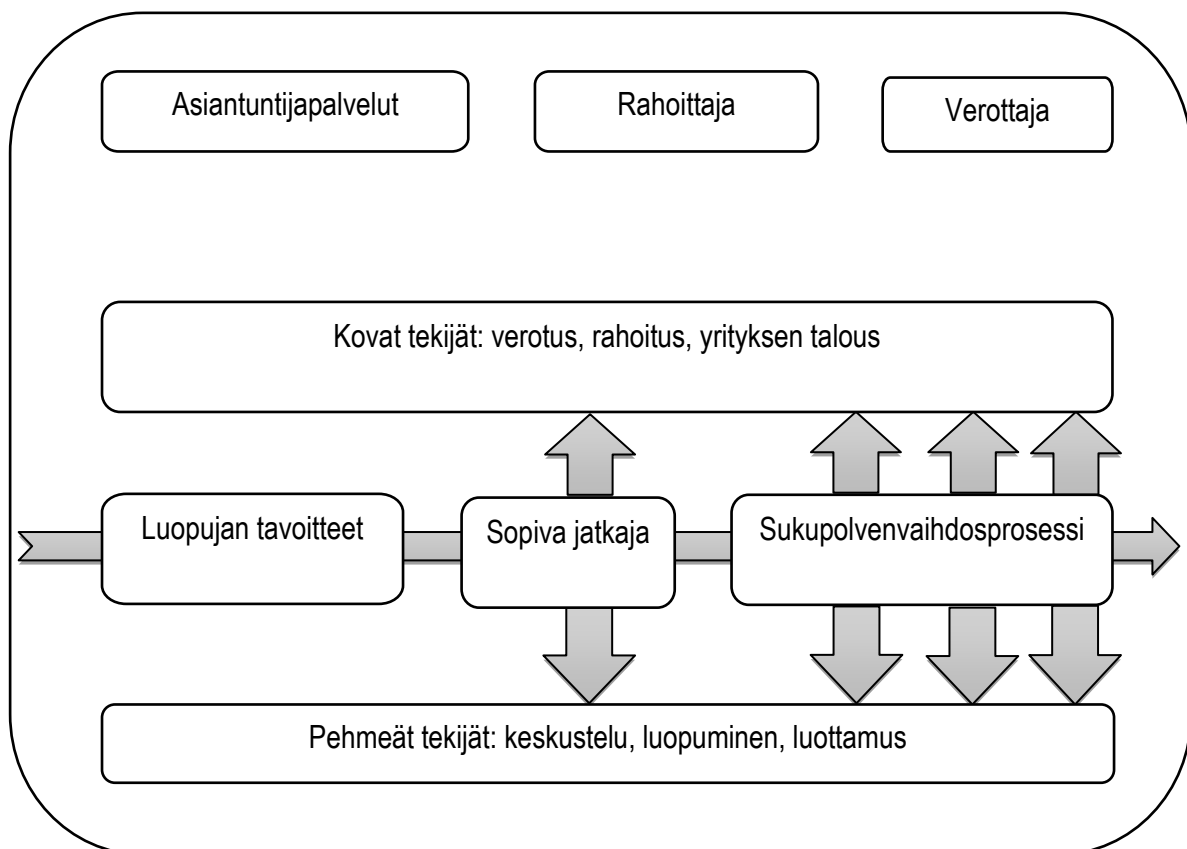 Asiantuntijapalvelut
Rahoittaja
Verottaja
Kovat tekijät: verotus, rahoitus, yrityksen talous
Luopujan tavoitteet
Sopiva jatkaja
Sukupolvenvaihdosprosessi
Pehmeät tekijät: keskustelu, luopuminen, luottamus